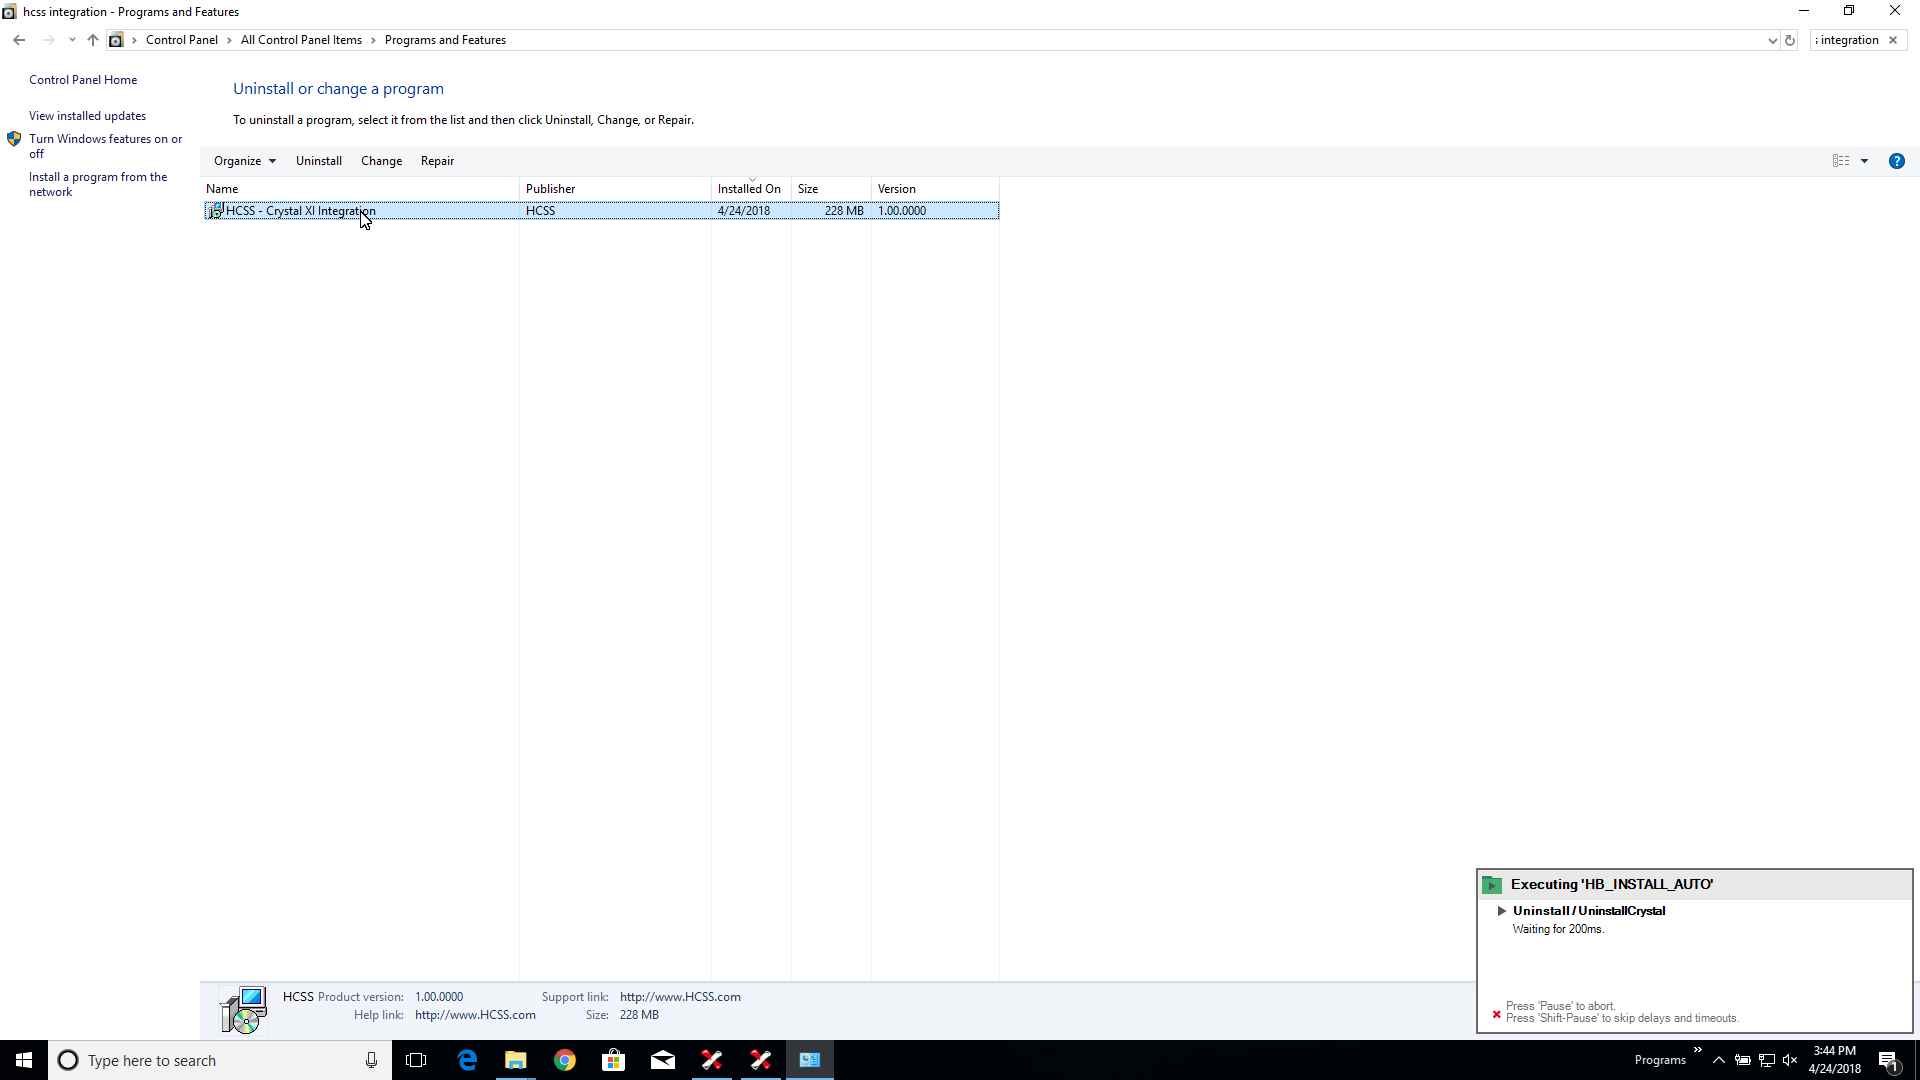 hcss integration - Programs and Features
Control Panel
All Control Panel Items
Programs and Features
integration
Control Panel Home
View installed updates
Turn Windows features on or
off
Install a program from the
network
Uninstall or change a program
To uninstall a program, select it from the list and then click Uninstall, Change, or Repair.
Organize Uninstall Change Repair
Name Publisher Installed On Size Version
HCSS - Crystal XI Integration HCSS 4/24/2018 228 MB 1.00.0000
HCSS Product version: 1.00.0000 Support link: http://www.HCSS.com
Help link: http://www.HCSS.com Size: 228 MB
Executing 'HB_INSTALL_AUTO'
Uninstall / UninstallCrystal
Waiting for 200ms.
Press 'Pause' to abort.
Press 'Shift-Pause' to skip delays and timeouts.
Type here to search
Programs
3:44 PM
4/24/2018
1